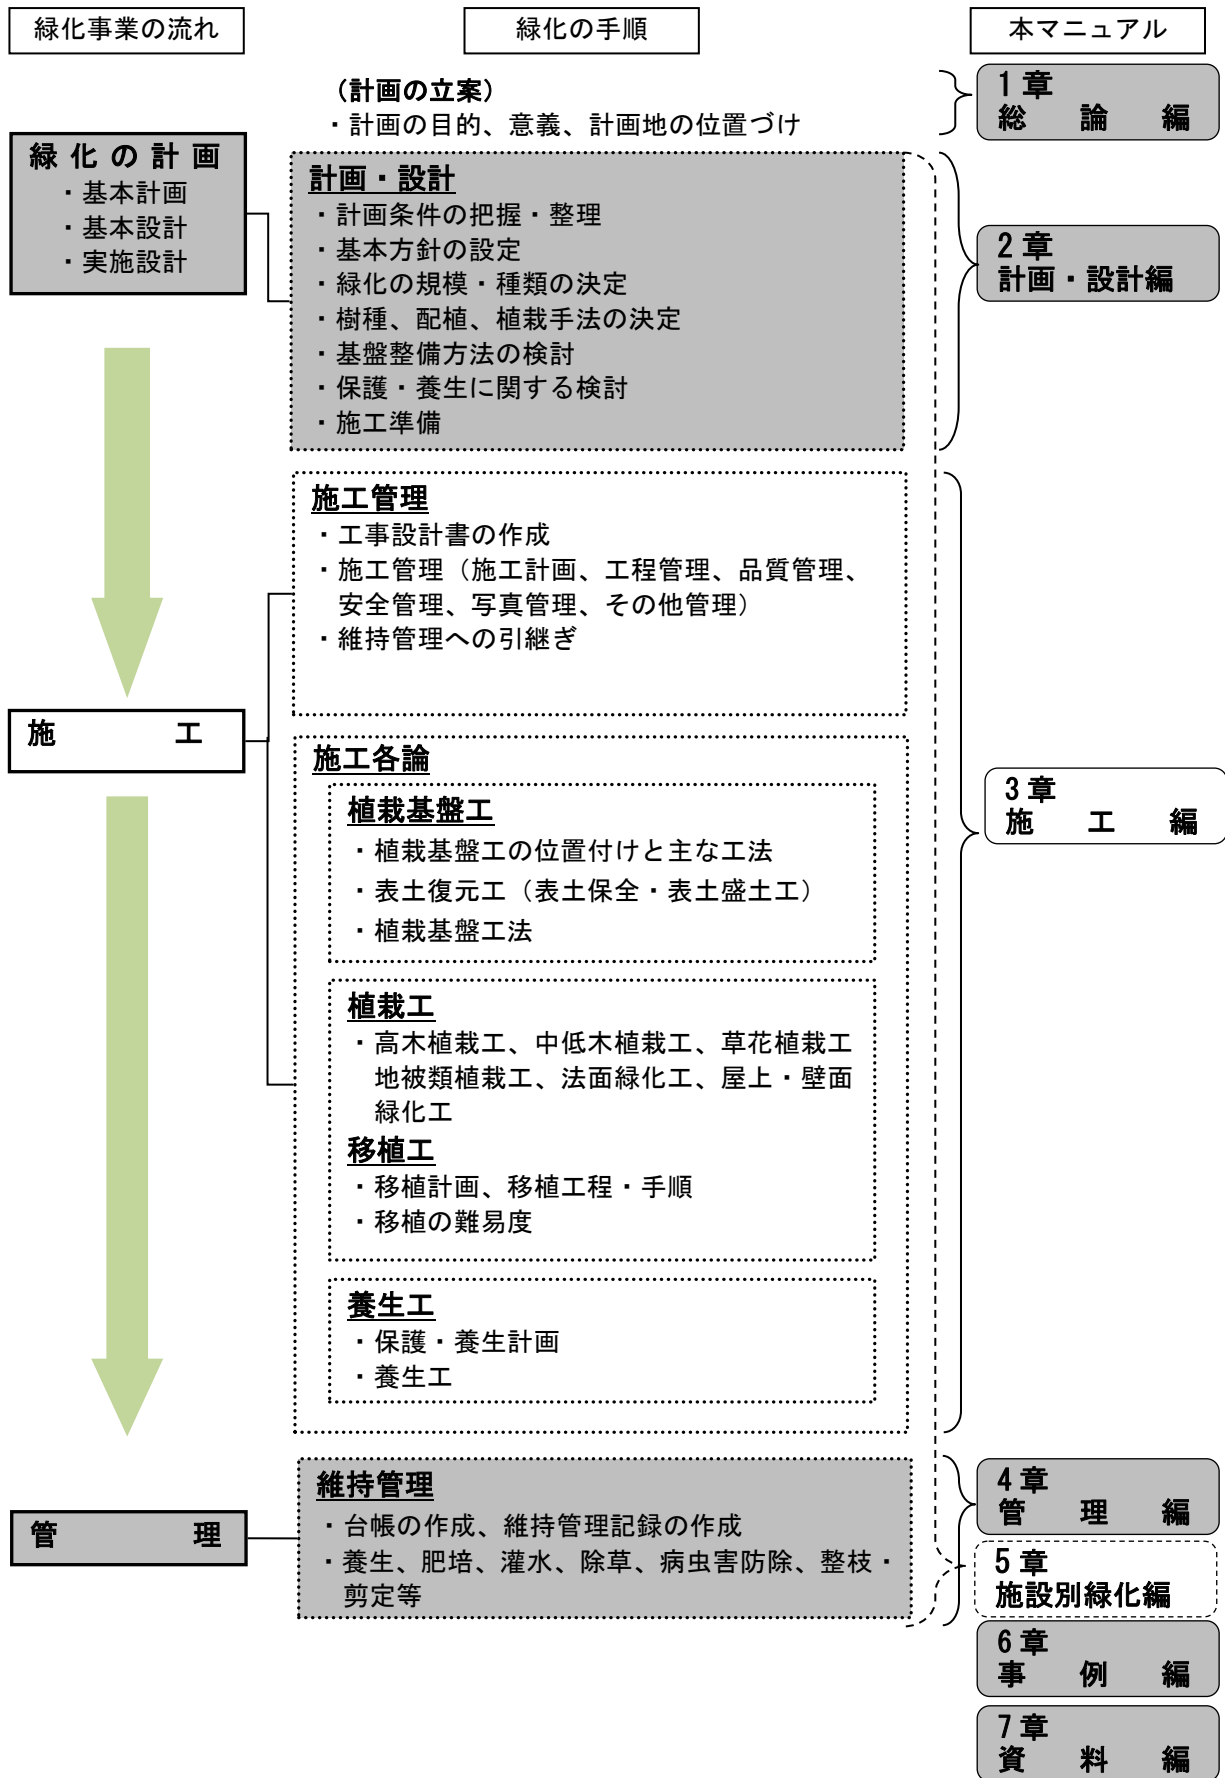 緑化事業の流れ
緑化の手順
本マニュアル
（計画の立案）
・計画の目的、意義、計画地の位置づけ
1章
総　論　編
緑化の計画
・基本計画
・基本設計
・実施設計
計画・設計
・計画条件の把握・整理
・基本方針の設定
・緑化の規模・種類の決定
・樹種、配植、植栽手法の決定
・基盤整備方法の検討
・保護・養生に関する検討
・施工準備
2章
計画・設計編
施工管理
・工事設計書の作成
・施工管理（施工計画、工程管理、品質管理、
安全管理、写真管理、その他管理）
・維持管理への引継ぎ
施　工
施工各論
植栽基盤工
・植栽基盤工の位置付けと主な工法
・表土復元工（表土保全・表土盛土工）
・植栽基盤工法
植栽工
・高木植栽工、中低木植栽工、草花植栽工
地被類植栽工、法面緑化工、屋上・壁面
緑化工
移植工
・移植計画、移植工程・手順
・移植の難易度
養生工
・保護・養生計画
・養生工
3章
施　工　編
管　理
維持管理
・台帳の作成、維持管理記録の作成
・養生、肥培、灌水、除草、病虫害防除、整枝・
剪定等
4章
管　理　編
5章
施設別緑化編
6章
事　例　編
7章
資　料　編